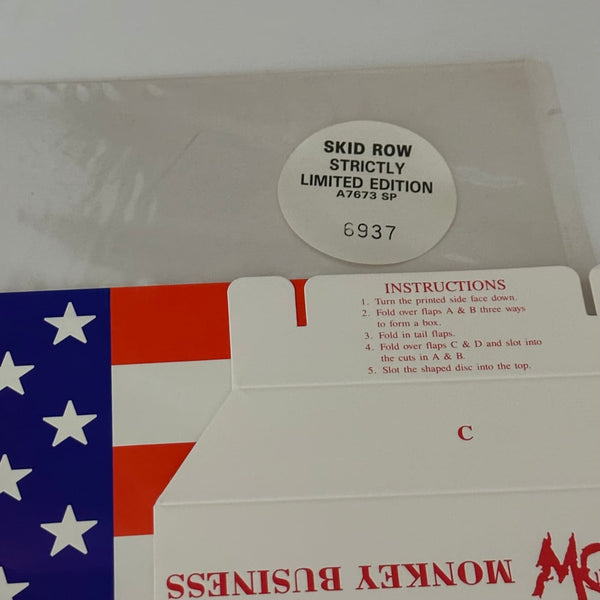 SKID ROW
STRICTLY
LIMITED EDITION
A7673 SP
6937
INSTRUCTIONS
1. Turn the printed side face down.
2. Fold over flaps A & B three ways
to form a box.
3. Fold in tail flaps.
4. Fold over flaps C & D and slot into
the cuts in A & B.
5. Slot the shaped disc into the top.
C
MONKEY BUSINESS